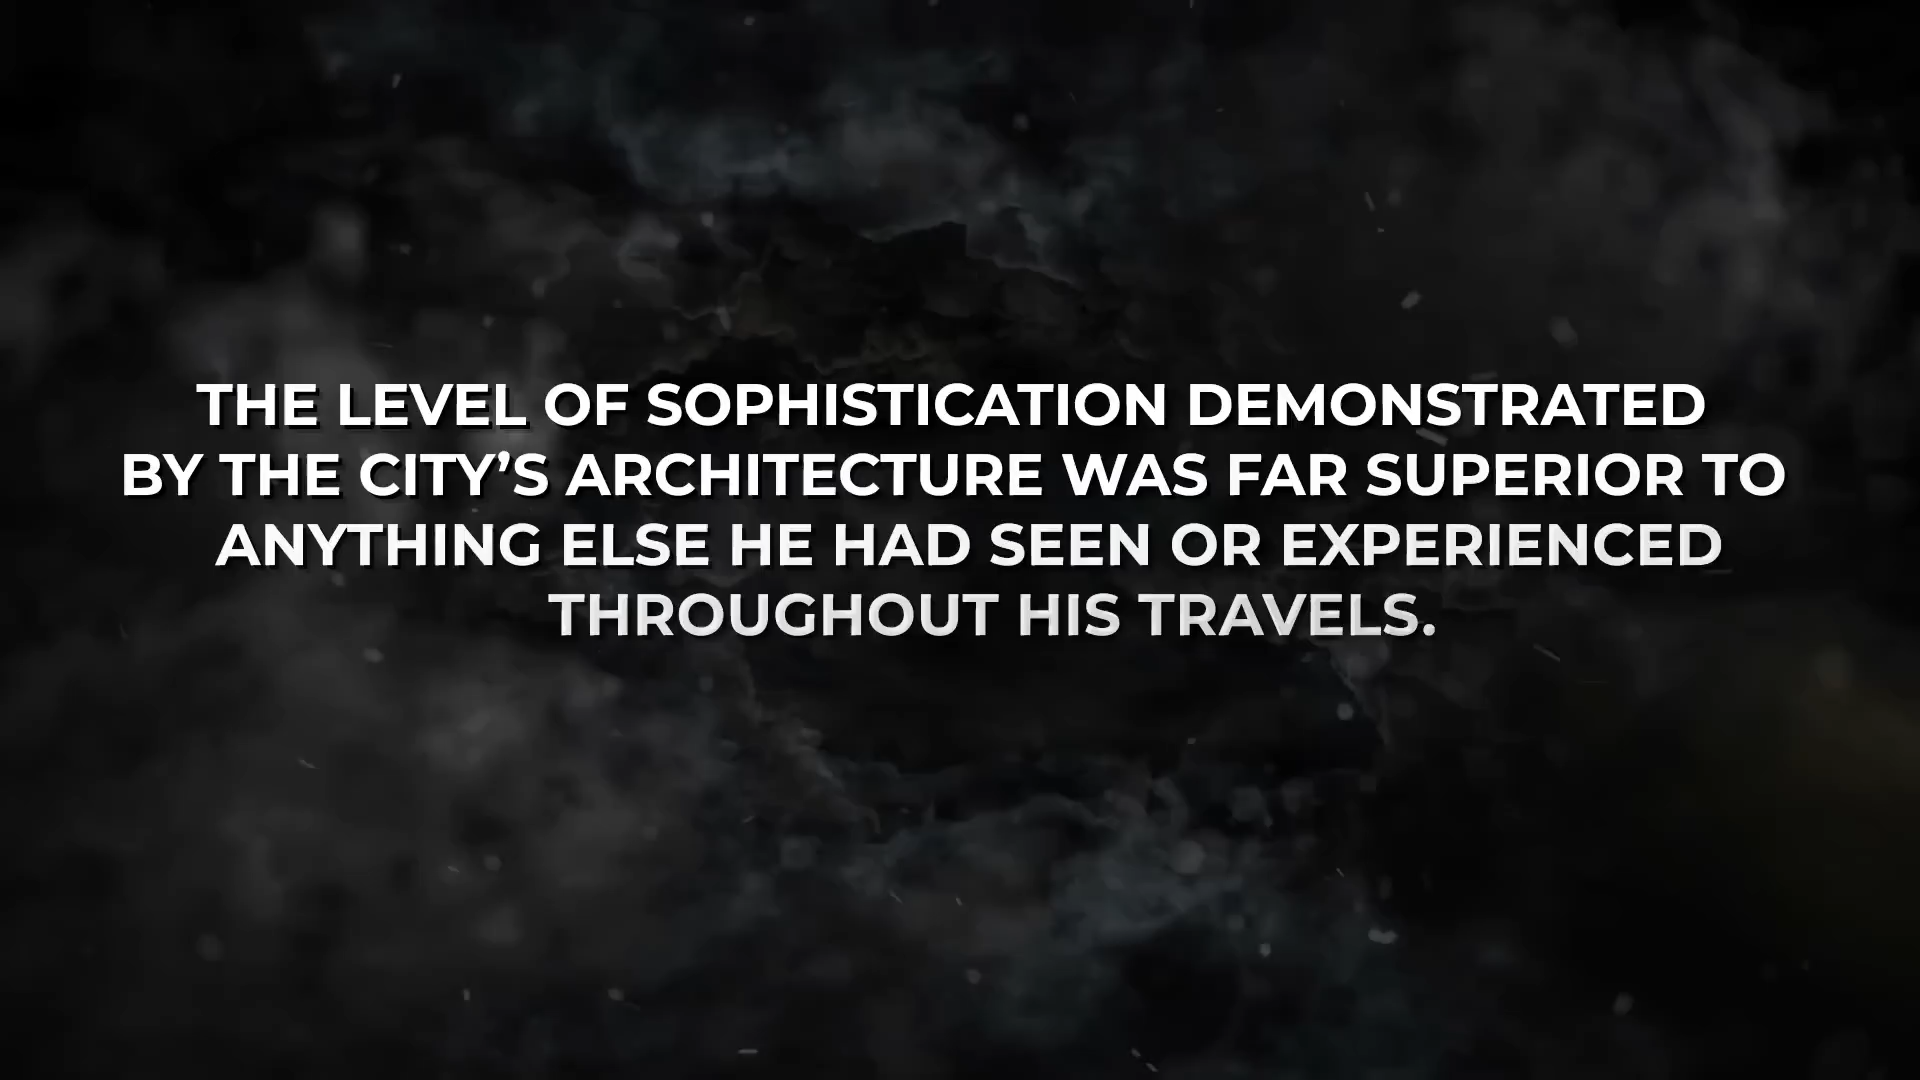 THE LEVEL OF SOPHISTICATION DEMONSTRATED
BY THE CITY’S ARCHITECTURE WAS FAR SUPERIOR TO
ANYTHING ELSE HE HAD SEEN OR EXPERIENCED
THROUGHOUT HIS TRAVELS.